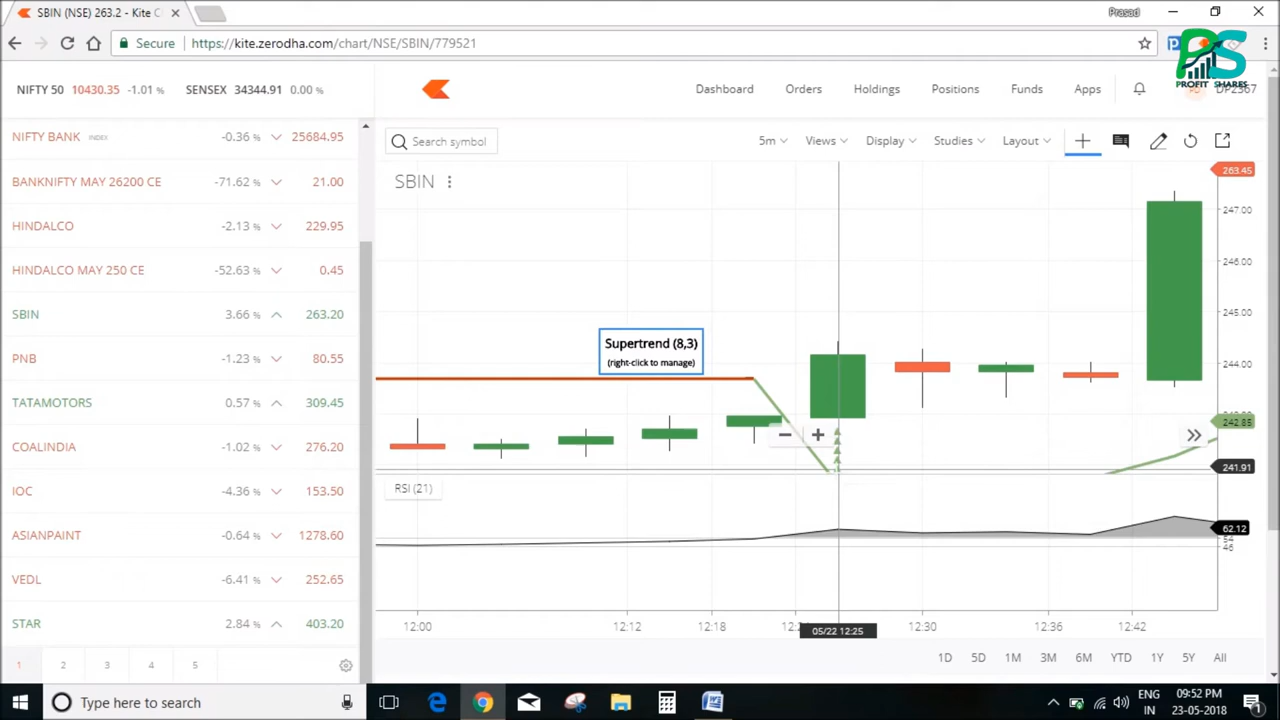 SBIN (NSE) 263.2 - Kite C
Prasad
Secure
https://kite.zerodha.com/chart/NSE/SBIN/779521
PS
PROFIT SHARES
NIFTY 50 10430.35 -1.01 % SENSEX 34344.91 0.00 %
Dashboard Orders Holdings Positions Funds Apps
NIFTY BANK INDEX -0.36 % 25684.95
BANKNIFTY MAY 26200 CE -71.62 % 21.00
HINDALCO -2.13 % 229.95
HINDALCO MAY 250 CE -52.63 % 0.45
SBIN 3.66 % 263.20
PNB -1.23 % 80.55
TATAMOTORS 0.57 % 309.45
COALINDIA -1.02 % 276.20
IOC -4.36 % 153.50
ASIANPAINT -0.64 % 1278.60
VEDL -6.41 % 252.65
STAR 2.84 % 403.20
1 2 3 4 5
Search symbol
5m Views Display Studies Layout
SBIN
263.45
247.00
246.00
245.00
244.00
242.85
241.91
Supertrend (8,3)
(right-click to manage)
RSI (21)
62.12
46
12:00 12:12 12:18 05/22 12:25 12:30 12:36 12:42
1D 5D 1M 3M 6M YTD 1Y 5Y All
Type here to search
ENG
IN
09:52 PM
23-05-2018
1